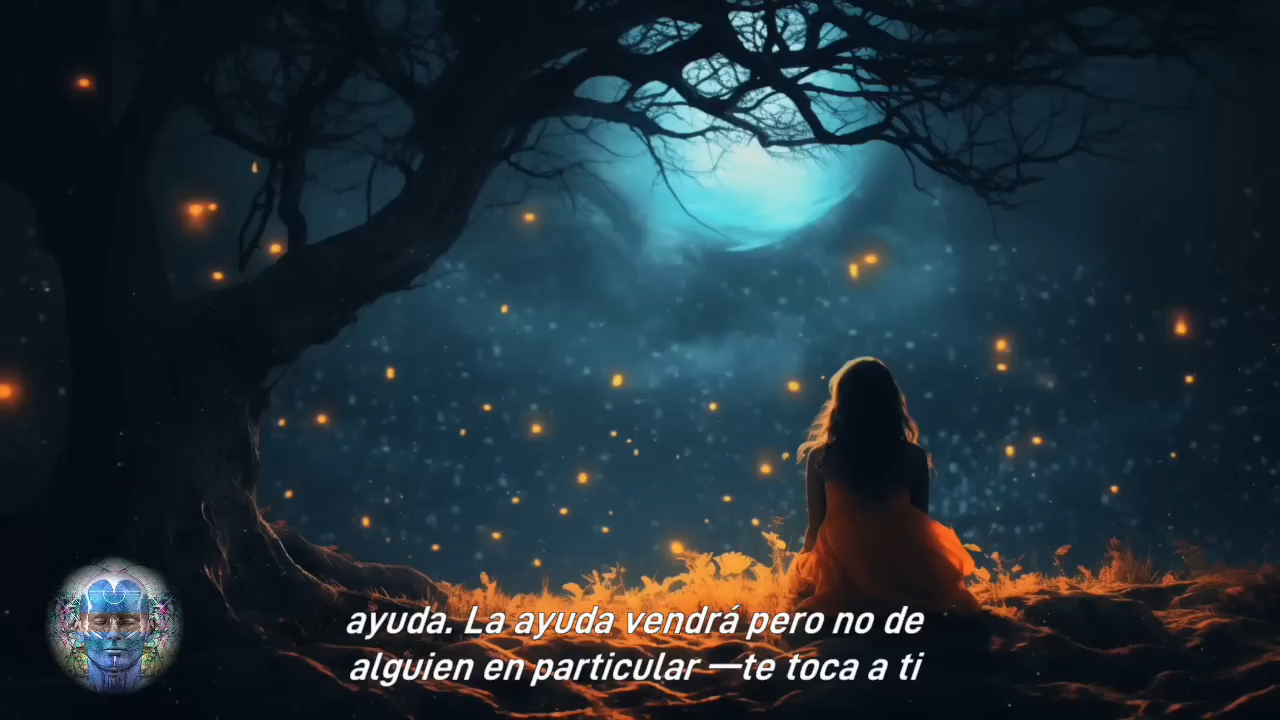 ayuda. La ayuda vendrá pero no de
alguien en particular —te toca a ti